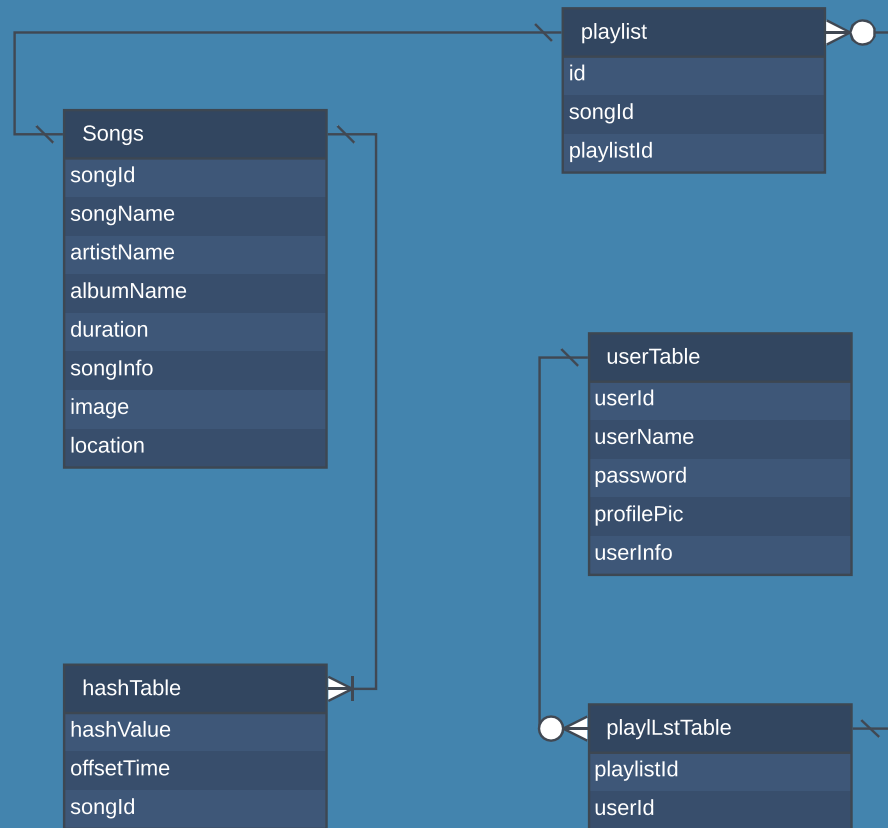 playlist
id
songId
playlistId
Songs
songId
songName
artistName
albumName
duration
songInfo
image
location
userTable
userId
userName
password
profilePic
userInfo
hashTable
hashValue
offsetTime
songId
playlLstTable
playlistId
userId